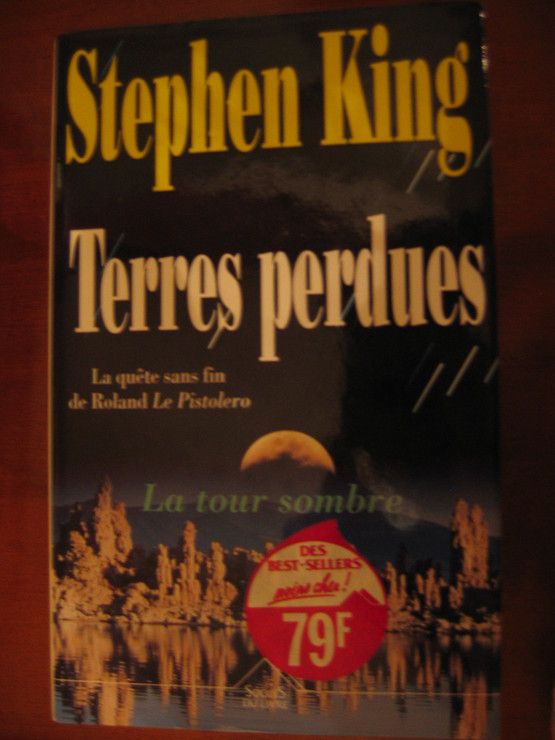 Stephen King
Terres perdues
La quête sans fin
de Roland Le Pistolero
La tour sombre
DES
BEST-SELLERS
moins cher!
79F